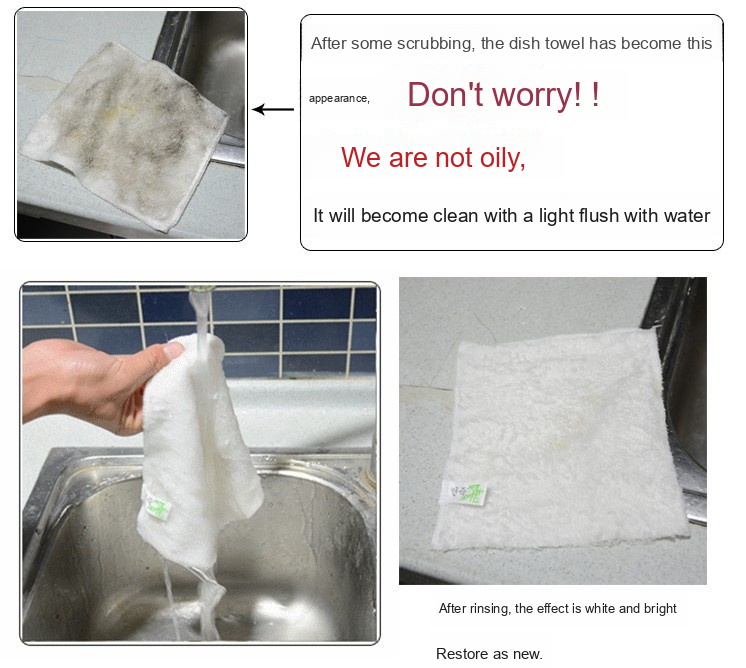 After some scrubbing, the dish towel has become this
appearance,
Don't worry! !
We are not oily,
It will become clean with a light flush with water
After rinsing, the effect is white and bright
Restore as new.